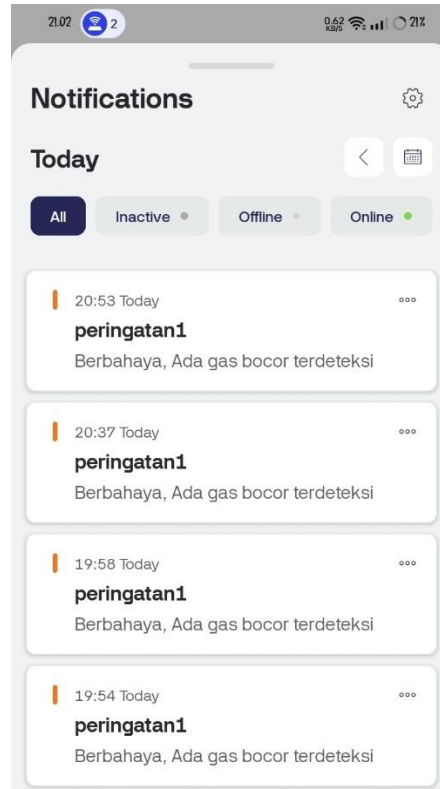 21.02 2 0.62 KB/S 21%
Notifications
Today
All Inactive Offline Online
20:53 Today
peringatan1
Berbahaya, Ada gas bocor terdeteksi
20:37 Today
peringatan1
Berbahaya, Ada gas bocor terdeteksi
19:58 Today
peringatan1
Berbahaya, Ada gas bocor terdeteksi
19:54 Today
peringatan1
Berbahaya, Ada gas bocor terdeteksi